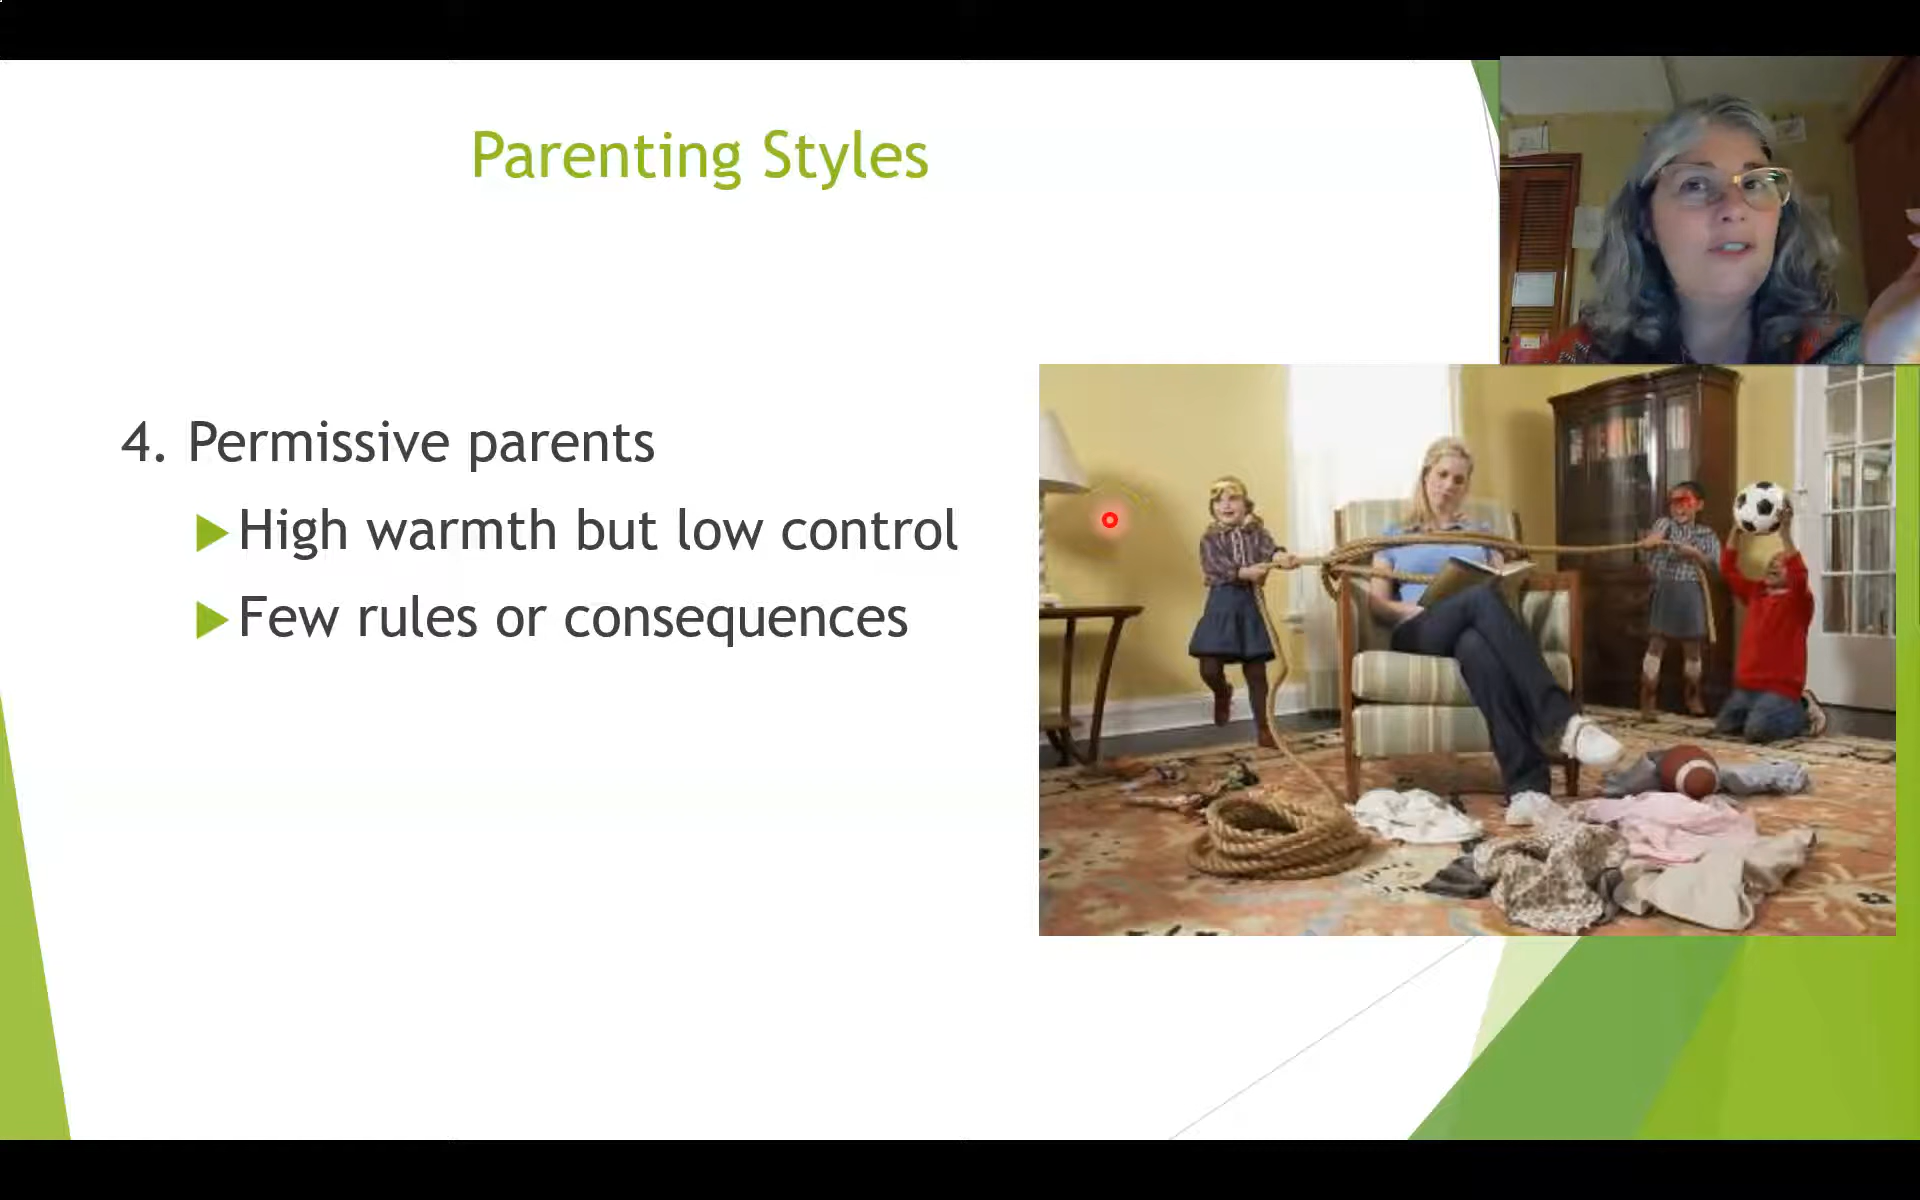 Parenting Styles
4. Permissive parents
High warmth but low control
Few rules or consequences